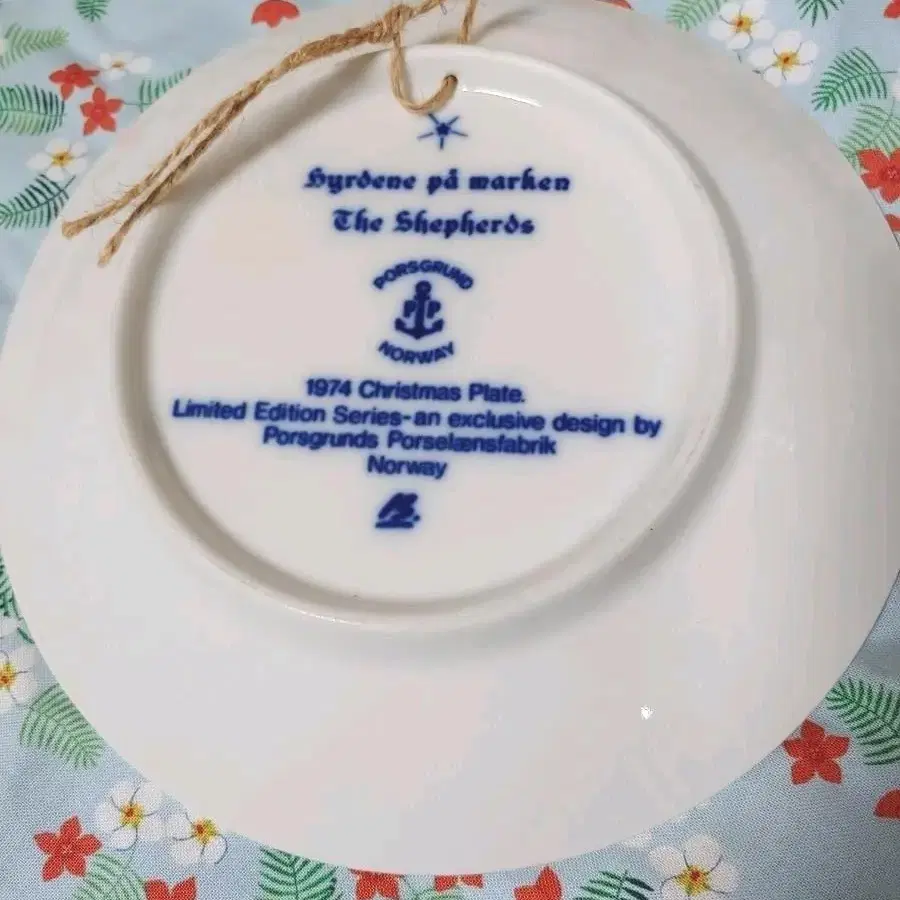 Hyrdene på marken
The Shepherds
PORSGRUND
P P
NORWAY
1974 Christmas Plate.
Limited Edition Series-an exclusive design by
Porsgrunds Porselænsfabrik
Norway